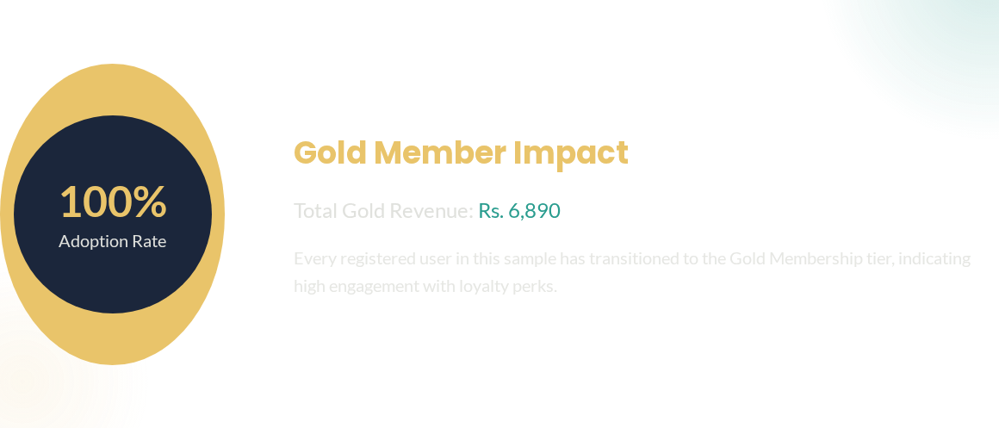 100%
Adoption Rate
Gold Member Impact
Total Gold Revenue: Rs. 6,890
Every registered user in this sample has transitioned to the Gold Membership tier, indicating
high engagement with loyalty perks.